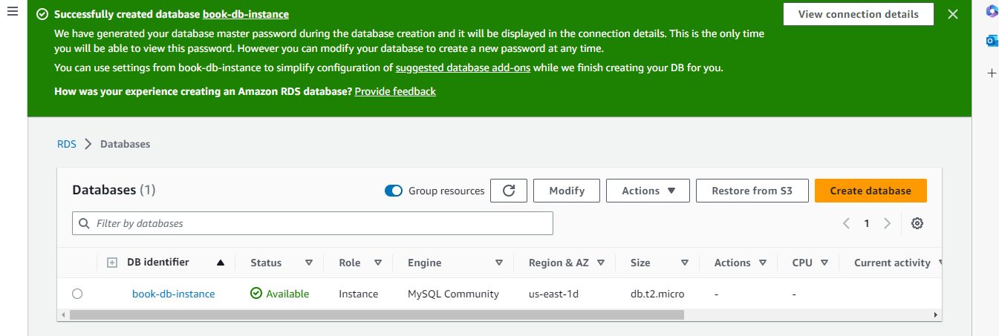 Successfully created database book-db-instance
View connection details
We have generated your database master password during the database creation and it will be displayed in the connection details. This is the only time
you will be able to view this password. However you can modify your database to create a new password at any time.
You can use settings from book-db-instance to simplify configuration of suggested database add-ons while we finish creating your DB for you.
How was your experience creating an Amazon RDS database? Provide feedback
RDS > Databases
Databases (1)
Group resources
Modify
Actions
Restore from S3
Create database
Filter by databases
1
DB identifier Status Role Engine Region & AZ Size Actions CPU Current activity
book-db-instance Available Instance MySQL Community us-east-1d db.t2.micro - -